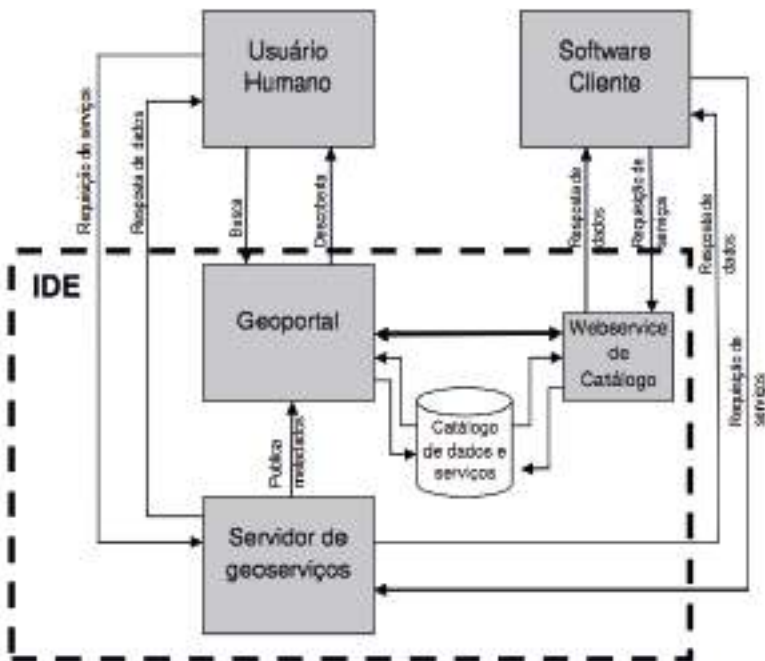 Usuário
Humano
Software
Cliente
Requisição de serviços
Resposta de dados
Busca
Descoberta
Resposta de
dados
Requisição de
serviços
Resposta de
dados
Requisição de
serviços
IDE
Geoportal
Webservice
de
Catálogo
Catálogo
de dados e
serviços
Publica
metadados
Servidor de
geoserviços